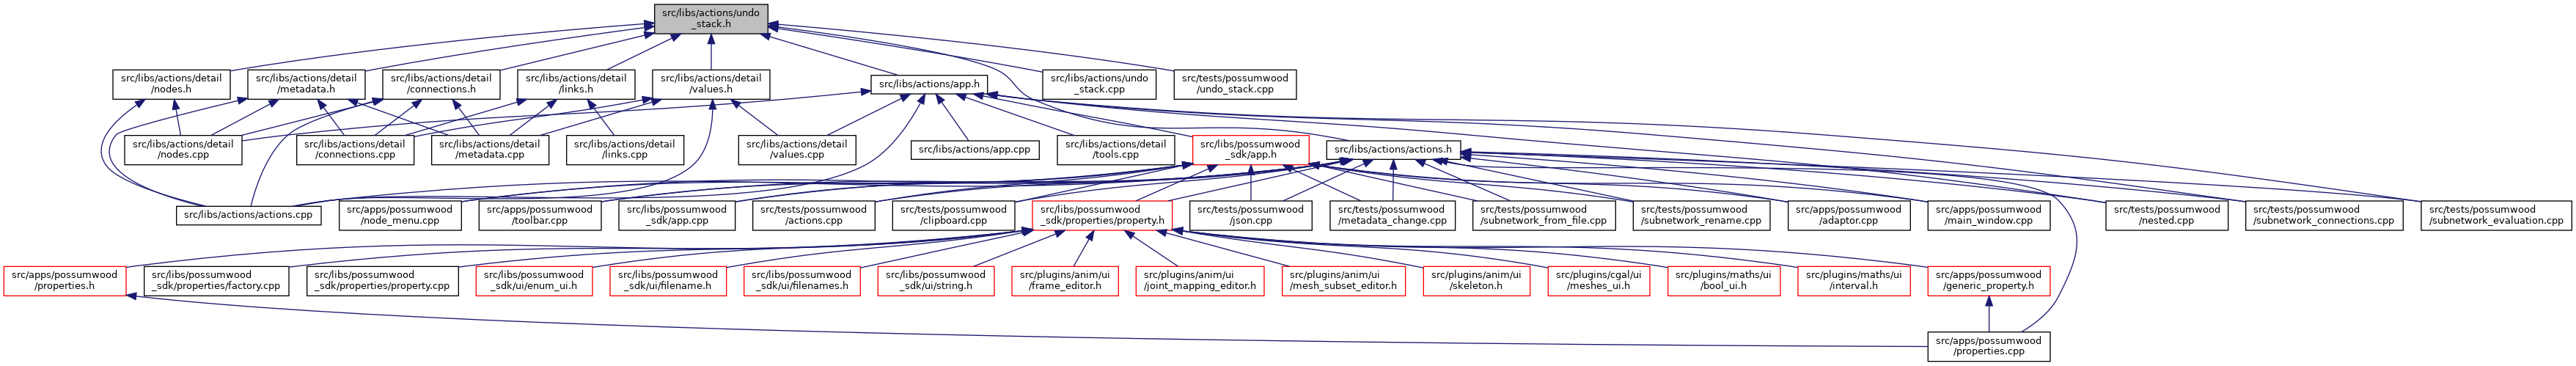 src/libs/actions/undo
_stack.h
src/libs/actions/detail
/nodes.h
src/libs/actions/detail
/metadata.h
src/libs/actions/detail
/connections.h
src/libs/actions/detail
/links.h
src/libs/actions/detail
/values.h
src/libs/actions/app.h
src/libs/actions/undo
_stack.cpp
src/tests/possumwood
/undo_stack.cpp
src/libs/actions/detail
/nodes.cpp
src/libs/actions/detail
/connections.cpp
src/libs/actions/detail
/metadata.cpp
src/libs/actions/detail
/links.cpp
src/libs/actions/detail
/values.cpp
src/libs/actions/app.cpp
src/libs/actions/detail
/tools.cpp
src/libs/possumwood
_sdk/app.h
src/libs/actions/actions.h
src/libs/actions/actions.cpp
src/apps/possumwood
/node_menu.cpp
src/apps/possumwood
/toolbar.cpp
src/libs/possumwood
_sdk/app.cpp
src/tests/possumwood
/actions.cpp
src/tests/possumwood
/clipboard.cpp
src/libs/possumwood
_sdk/properties/property.h
src/tests/possumwood
/json.cpp
src/tests/possumwood
/metadata_change.cpp
src/tests/possumwood
/subnetwork_from_file.cpp
src/tests/possumwood
/subnetwork_rename.cpp
src/apps/possumwood
/adaptor.cpp
src/apps/possumwood
/main_window.cpp
src/tests/possumwood
/nested.cpp
src/tests/possumwood
/subnetwork_connections.cpp
src/tests/possumwood
/subnetwork_evaluation.cpp
src/apps/possumwood
/properties.h
src/libs/possumwood
_sdk/properties/factory.cpp
src/libs/possumwood
_sdk/properties/property.cpp
src/libs/possumwood
_sdk/ui/enum_ui.h
src/libs/possumwood
_sdk/ui/filename.h
src/libs/possumwood
_sdk/ui/filenames.h
src/libs/possumwood
_sdk/ui/string.h
src/plugins/anim/ui
/frame_editor.h
src/plugins/anim/ui
/joint_mapping_editor.h
src/plugins/anim/ui
/mesh_subset_editor.h
src/plugins/anim/ui
/skeleton.h
src/plugins/cgal/ui
/meshes_ui.h
src/plugins/maths/ui
/bool_ui.h
src/plugins/maths/ui
/interval.h
src/apps/possumwood
/generic_property.h
src/apps/possumwood
/properties.cpp